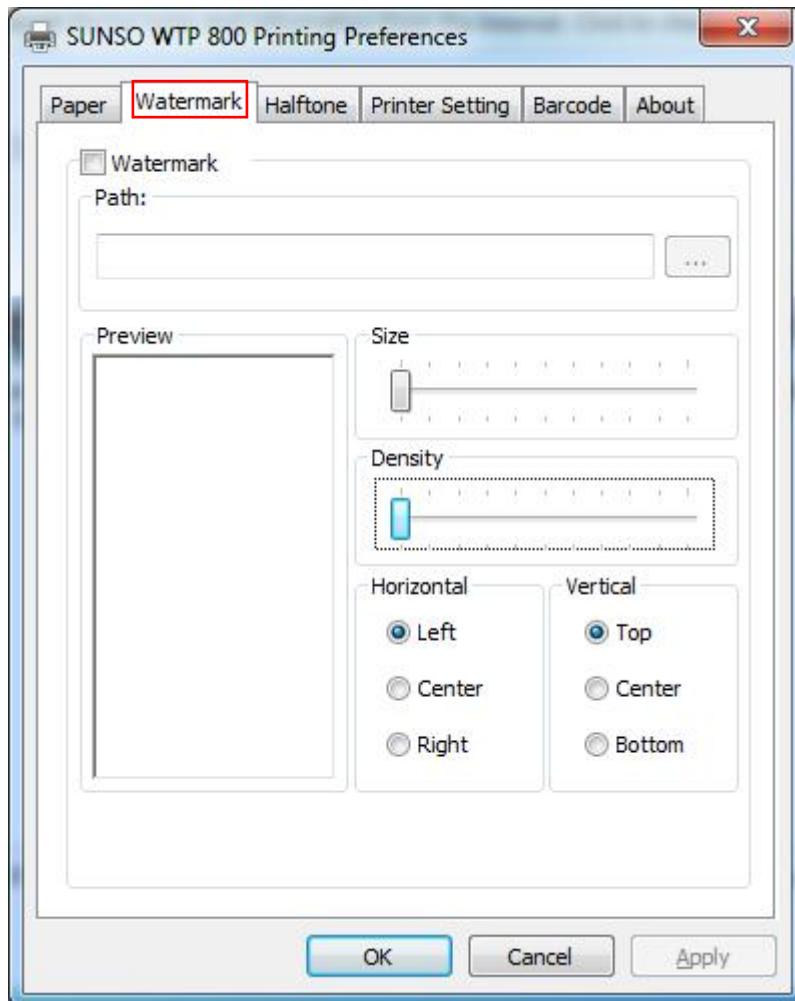 SUNSO WTP 800 Printing Preferences
Paper Watermark Halftone Printer Setting Barcode About
Watermark
Path:
...
Preview
Size
Density
Horizontal Vertical
Left Top
Center Center
Right Bottom
OK Cancel Apply